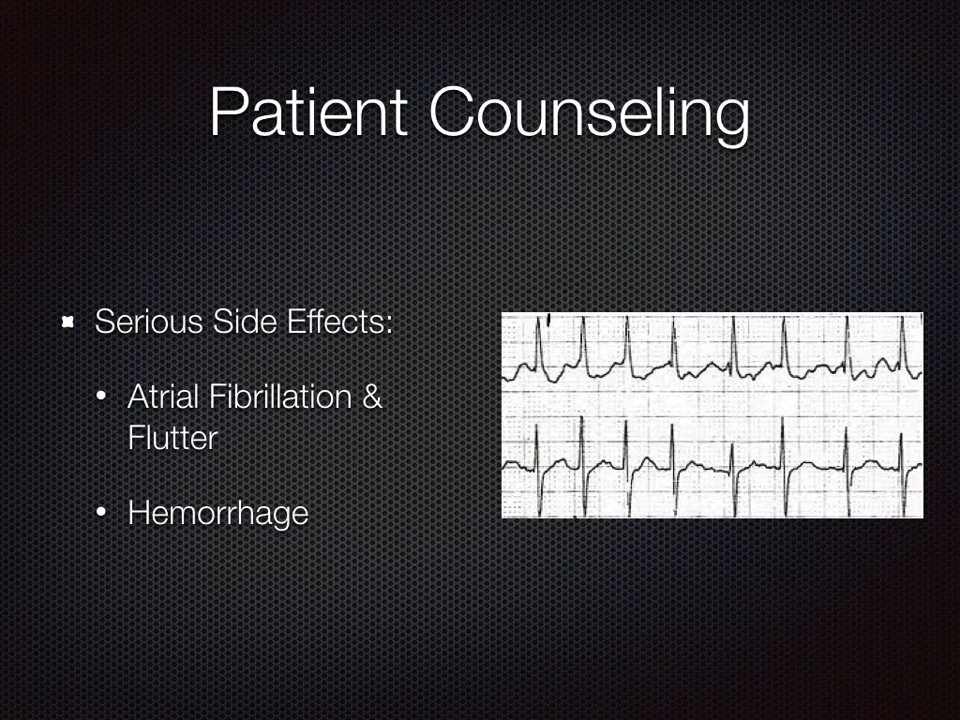 Patient Counseling
Serious Side Effects:
Atrial Fibrillation &
Flutter
Hemorrhage